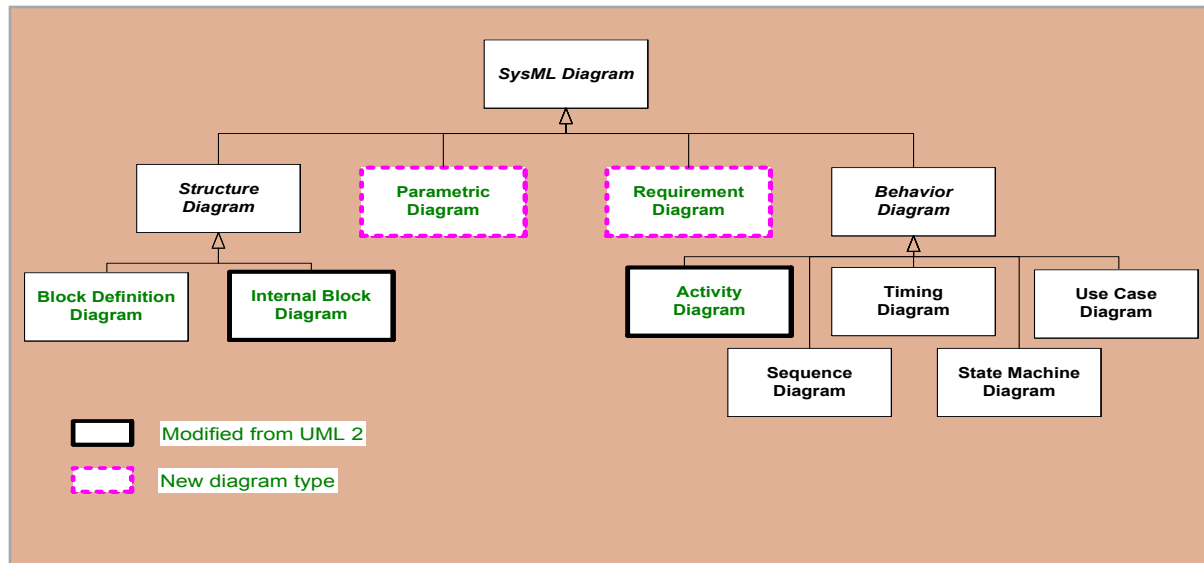 SysML Diagram
Structure
Diagram
Parametric
Diagram
Requirement
Diagram
Behavior
Diagram
Block Definition
Diagram
Internal Block
Diagram
Activity
Diagram
Timing
Diagram
Use Case
Diagram
Sequence
Diagram
State Machine
Diagram
Modified from UML 2
New diagram type